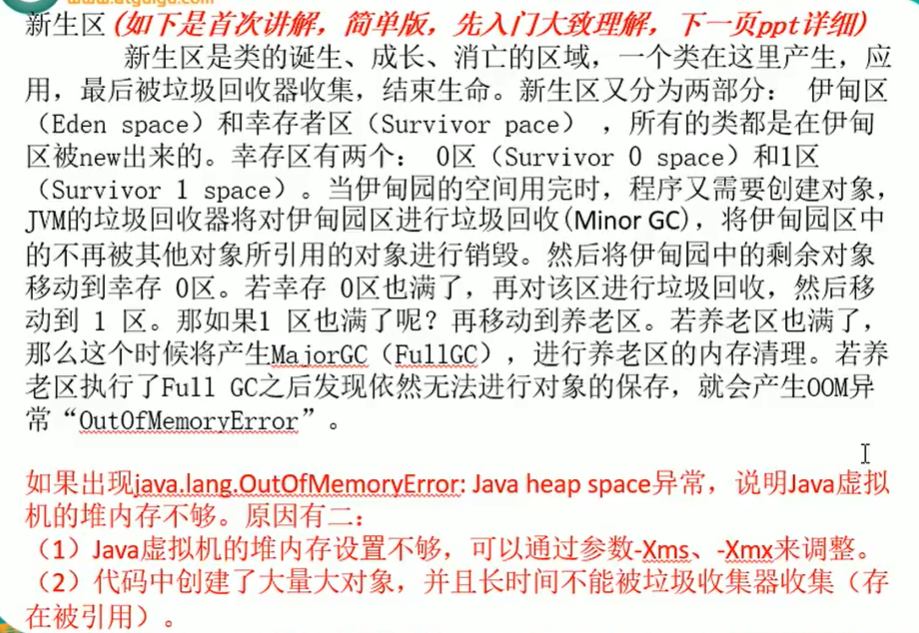 www.atguigu.com
新生区(如下是首次讲解，简单版，先入门大致理解，下一页ppt详细)
新生区是类的诞生、成长、消亡的区域，一个类在这里产生，应
用，最后被垃圾回收器收集，结束生命。新生区又分为两部分： 伊甸区
（Eden space）和幸存者区（Survivor pace） ，所有的类都是在伊甸
区被new出来的。幸存区有两个： 0区（Survivor 0 space）和1区
（Survivor 1 space）。当伊甸园的空间用完时，程序又需要创建对象，
JVM的垃圾回收器将对伊甸园区进行垃圾回收(Minor GC)，将伊甸园区中
的不再被其他对象所引用的对象进行销毁。然后将伊甸园中的剩余对象
移动到幸存 0区。若幸存 0区也满了，再对该区进行垃圾回收，然后移
动到 1 区。那如果1 区也满了呢？再移动到养老区。若养老区也满了，
那么这个时候将产生MajorGC（FullGC），进行养老区的内存清理。若养
老区执行了Full GC之后发现依然无法进行对象的保存，就会产生OOM异
常“OutOfMemoryError”。
如果出现java.lang.OutOfMemoryError: Java heap space异常，说明Java虚拟
机的堆内存不够。原因有二：
（1）Java虚拟机的堆内存设置不够，可以通过参数-Xms、-Xmx来调整。
（2）代码中创建了大量大对象，并且长时间不能被垃圾收集器收集（存
在被引用）。